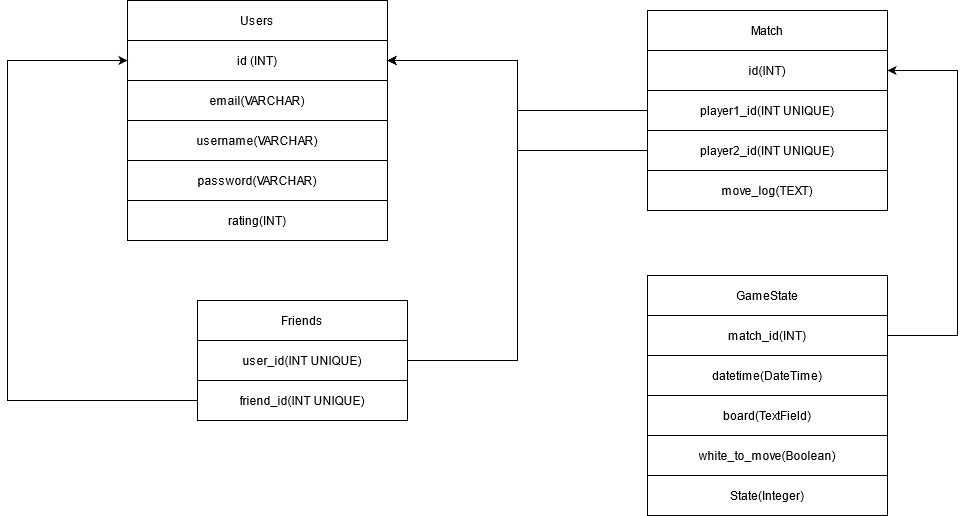 Users
id (INT)
email(VARCHAR)
username(VARCHAR)
password(VARCHAR)
rating(INT)
Match
id(INT)
player1_id(INT UNIQUE)
player2_id(INT UNIQUE)
move_log(TEXT)
Friends
user_id(INT UNIQUE)
friend_id(INT UNIQUE)
GameState
match_id(INT)
datetime(DateTime)
board(TextField)
white_to_move(Boolean)
State(Integer)